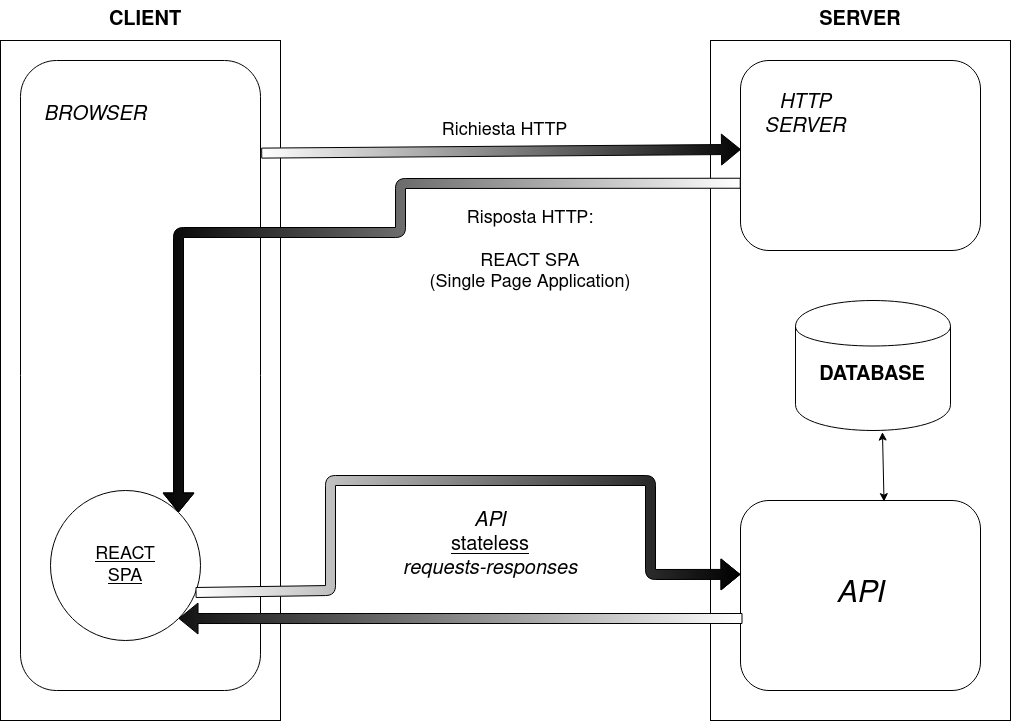 CLIENT
SERVER
BROWSER
HTTP
SERVER
Richiesta HTTP
Risposta HTTP:
REACT SPA
(Single Page Application)
DATABASE
REACT
SPA
API
stateless
requests-responses
API